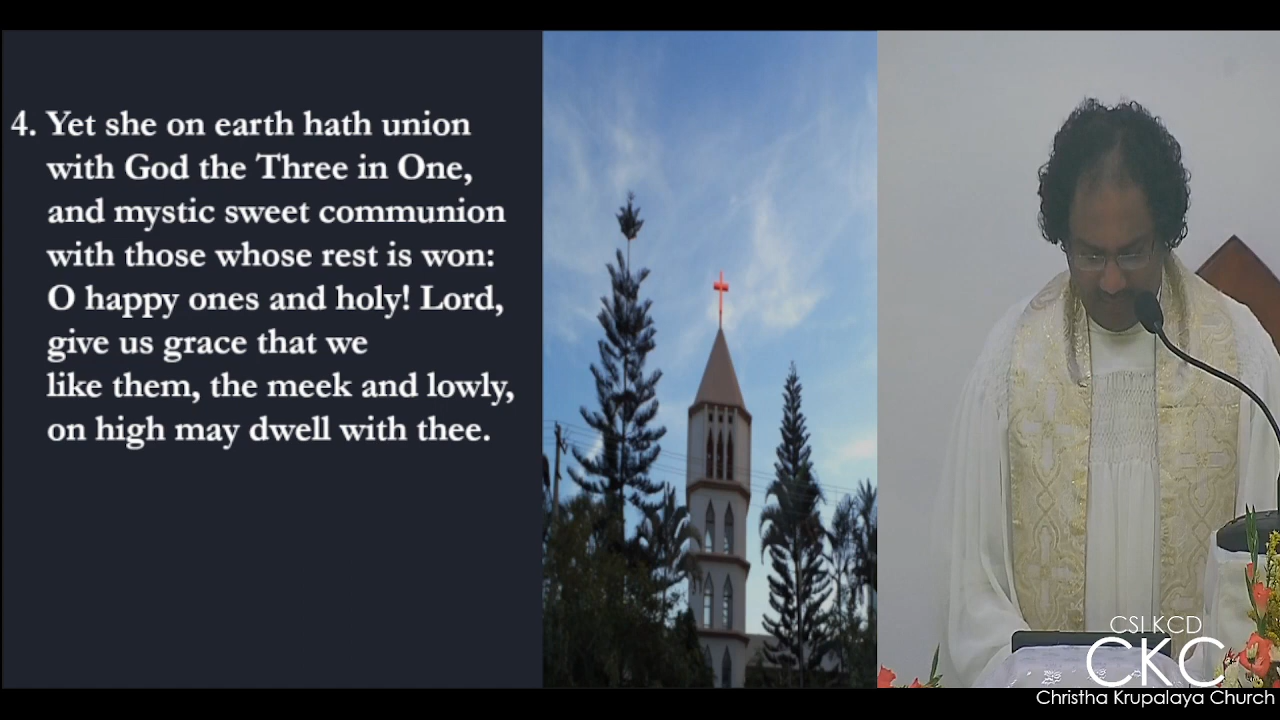 4. Yet she on earth hath union
with God the Three in One,
and mystic sweet communion
with those whose rest is won:
O happy ones and holy! Lord,
give us grace that we
like them, the meek and lowly,
on high may dwell with thee.
CSI KCD
CKC
Christha Krupalaya Church